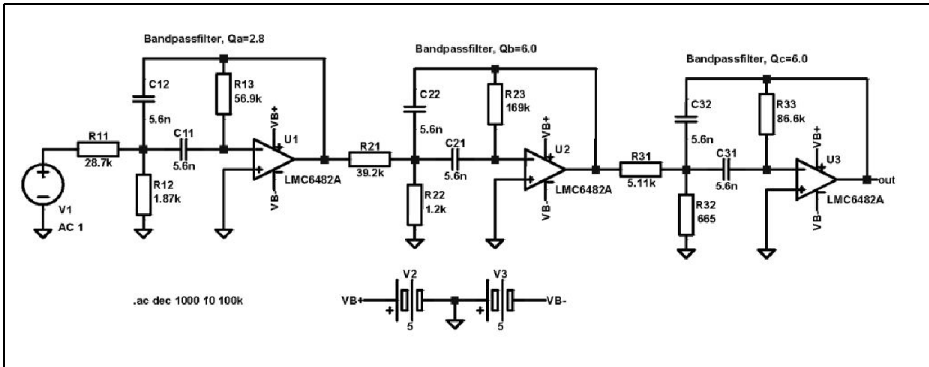 Bandpassfilter, Qa=2.8
C12
5.6n
R13
56.9k
VB+
R11
28.7k
C11
5.6n
U1
LMC6482A
VB-
R12
1.87k
V1
AC 1
Bandpassfilter, Qb=6.0
C22
5.6n
R23
169k
VB+
R21
39.2k
C21
5.6n
U2
LMC6482A
VB-
R22
1.2k
Bandpassfilter, Qc=6.0
C32
5.6n
R33
86.6k
VB+
R31
5.11k
C31
5.6n
U3
LMC6482A
VB-
out
R32
665
.ac dec 1000 10 100k
VB+
V2
5
V3
5
VB-